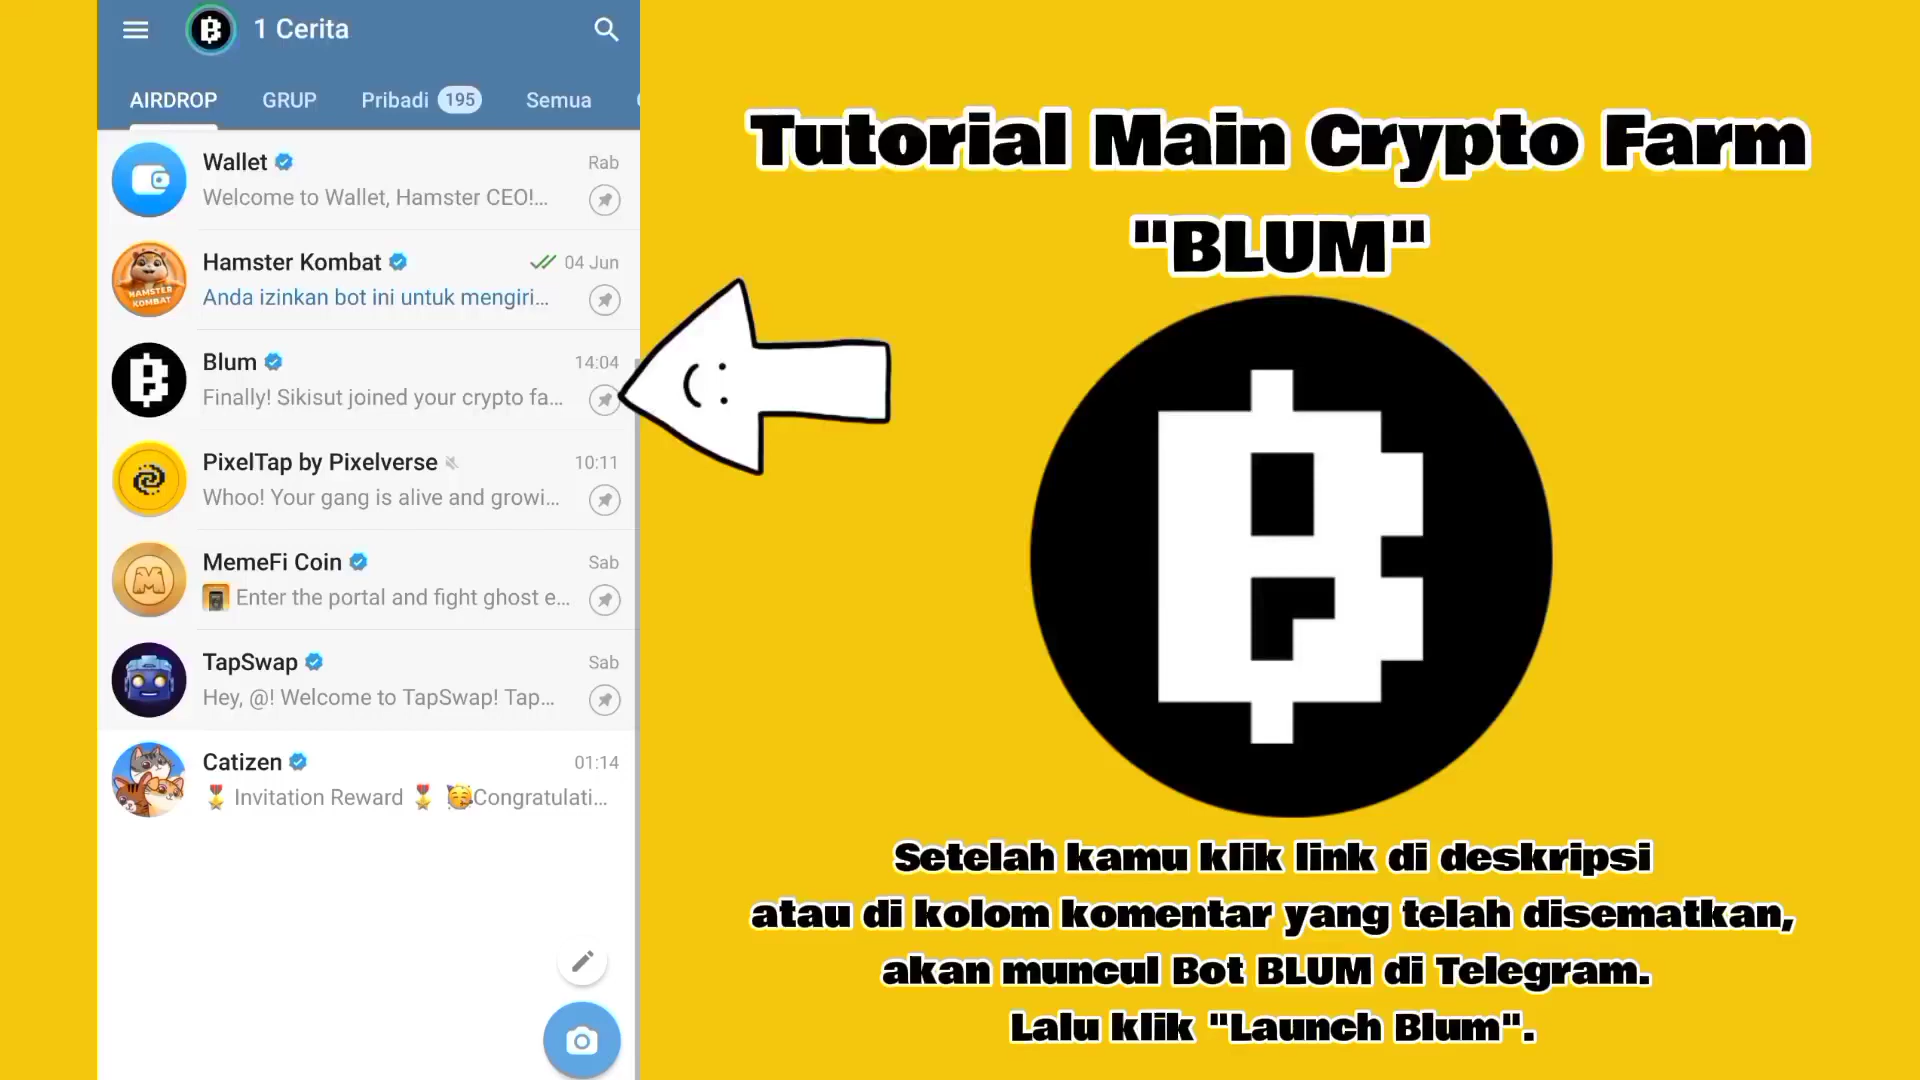 1 Cerita
AIRDROP GRUP Pribadi 195 Semua
Wallet Rab
Welcome to Wallet, Hamster CEO!...
Hamster Kombat 04 Jun
Anda izinkan bot ini untuk mengiri...
HAMSTER
KOMBAT
Blum 14:04
Finally! Sikisut joined your crypto fa...
PixelTap by Pixelverse 10:11
Whoo! Your gang is alive and growi...
MemeFi Coin Sab
Enter the portal and fight ghost e...
TapSwap Sab
Hey, @! Welcome to TapSwap! Tap...
Catizen 01:14
🎖 Invitation Reward 🎖 🥳Congratulati...
Tutorial Main Crypto Farm
"BLUM"
Setelah kamu klik link di deskripsi
atau di kolom komentar yang telah disematkan,
akan muncul Bot BLUM di Telegram.
Lalu klik "Launch Blum".